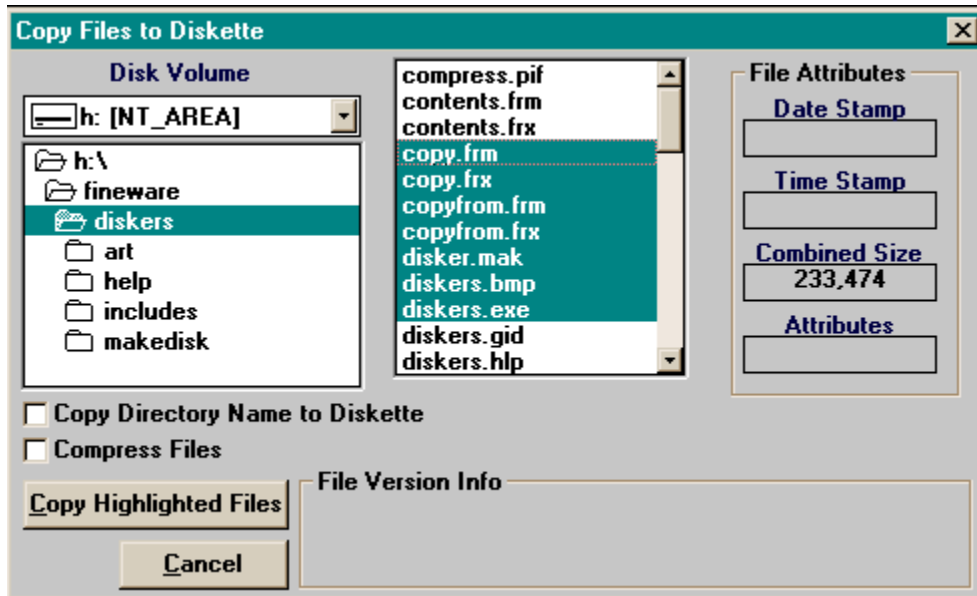 Copy Files to Diskette
Disk Volume
h: [NT_AREA]
h:\
fineware
diskers
art
help
includes
makedisk
compress.pif
contents.frm
contents.frx
copy.frm
copy.frx
copyfrom.frm
copyfrom.frx
disker.mak
diskers.bmp
diskers.exe
diskers.gid
diskers.hlp
File Attributes
Date Stamp
Time Stamp
Combined Size
233,474
Attributes
Copy Directory Name to Diskette
Compress Files
Copy Highlighted Files
Cancel
File Version Info